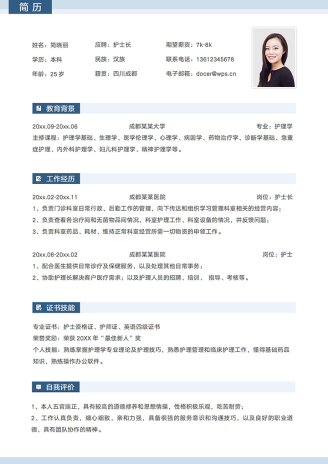 简 历
姓名：简晓丽 应聘：护士长 期望薪资：7k-8k
学历：本科 民族：汉族 联系电话：13612345678
年龄：25岁 籍贯：四川成都 电子邮箱：docer@wps.cn
教育背景
20xx.09-20xx.06 成都某某大学 专业：护理学
主修课程：护理学基础、生理学、医学伦理学、心理学、病医学、药物治疗学、诊断学基础、急重
症护理、内外科护理学、妇儿科护理学、精神护理学等。
工作经历
20xx.02-20xx.11 成都某某医院 岗位：护士长
1、负责门诊科室日常行政，后勤工作的管理，向下传达和组织学习管理科室相关的经营内容；
2、负责查看各治疗间和无菌物品间情况，科室护理工作、科室设备的情况，并反馈问题；
3、负责科室药品、耗材，维持正常科室经营所需一切物资的申领工作。
20xx.06-20xx.02 成都某某医院 岗位：护士
1、配合医生提供日常诊疗及保健服务，以及处理其他日常事务；
2、协助护理长解决客户医疗需求；以及护理人员的招聘，培训、 指导、考核等。
证书技能
专业证书：护士资格证、护师证、英语四级证书
荣誉奖励：荣获 20XX 年“最佳新人”奖
个人技能：熟练掌握护理学专业理论及护理技巧，熟悉护理管理和临床护理工作，懂得基础药品
知识，熟练操作办公软件。
自我评价
1、本人五官端正，具有较高的道德修养和思想情操，性格积极乐观，吃苦耐劳；
2、工作认真负责，细心细致，亲和力强，具备很强的服务意识和沟通技巧，以及良好的职业道
德，具有团队协作的精神。